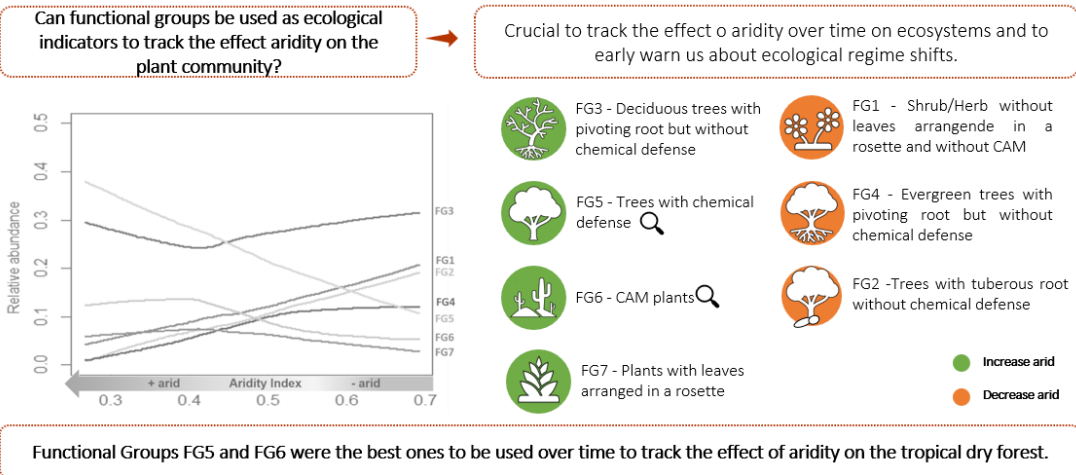 Can functional groups be used as ecological
indicators to track the effect aridity on the
plant community?
Crucial to track the effect o aridity over time on ecosystems and to
early warn us about ecological regime shifts.
Relative abundance
0.5
0.4
0.3
0.2
0.1
0.0
FG3
FG1
FG2
FG4
FG5
FG6
FG7
+ arid Aridity Index - arid
0.3 0.4 0.5 0.6 0.7
FG3 - Deciduous trees with
pivoting root but without
chemical defense
FG5 - Trees with chemical
defense
FG6 - CAM plants
FG7 - Plants with leaves
arranged in a rosette
FG1 - Shrub/Herb without
leaves arrangende in a
rosette and without CAM
FG4 - Evergreen trees with
pivoting root but without
chemical defense
FG2 -Trees with tuberous root
without chemical defense
Increase arid
Decrease arid
Functional Groups FG5 and FG6 were the best ones to be used over time to track the effect of aridity on the tropical dry forest.